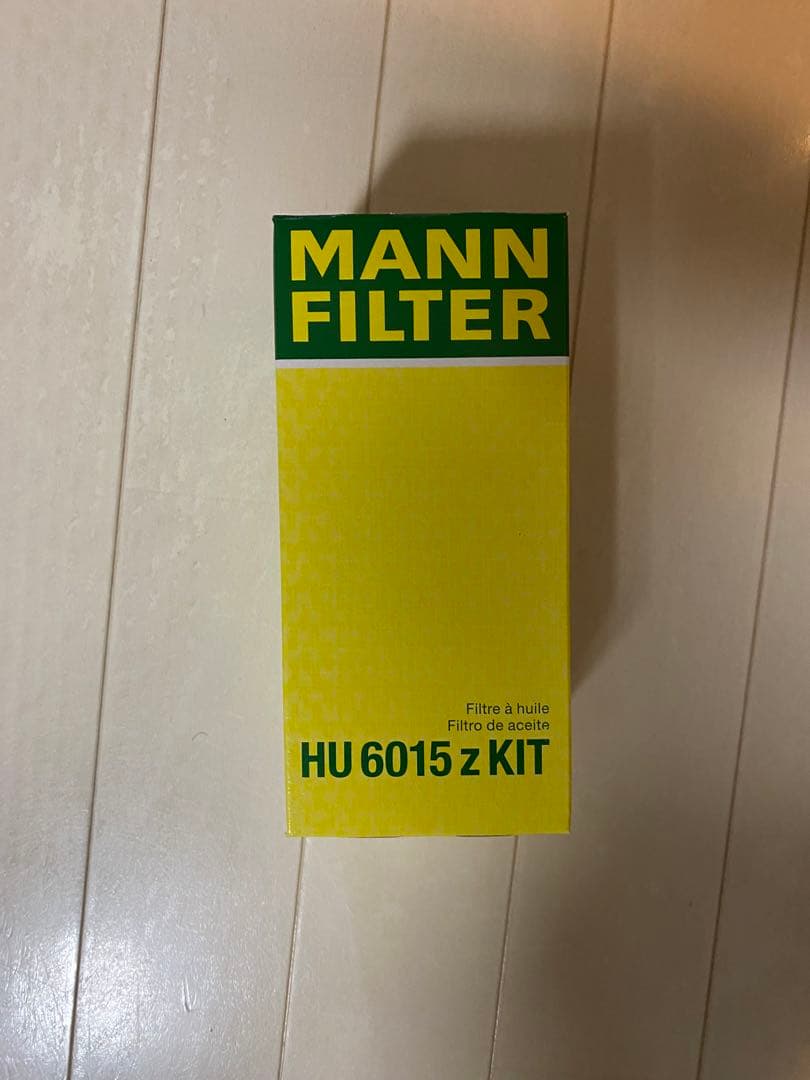 MANN
FILTER
Filtre à huile
Filtro de aceite
HU 6015 z KIT